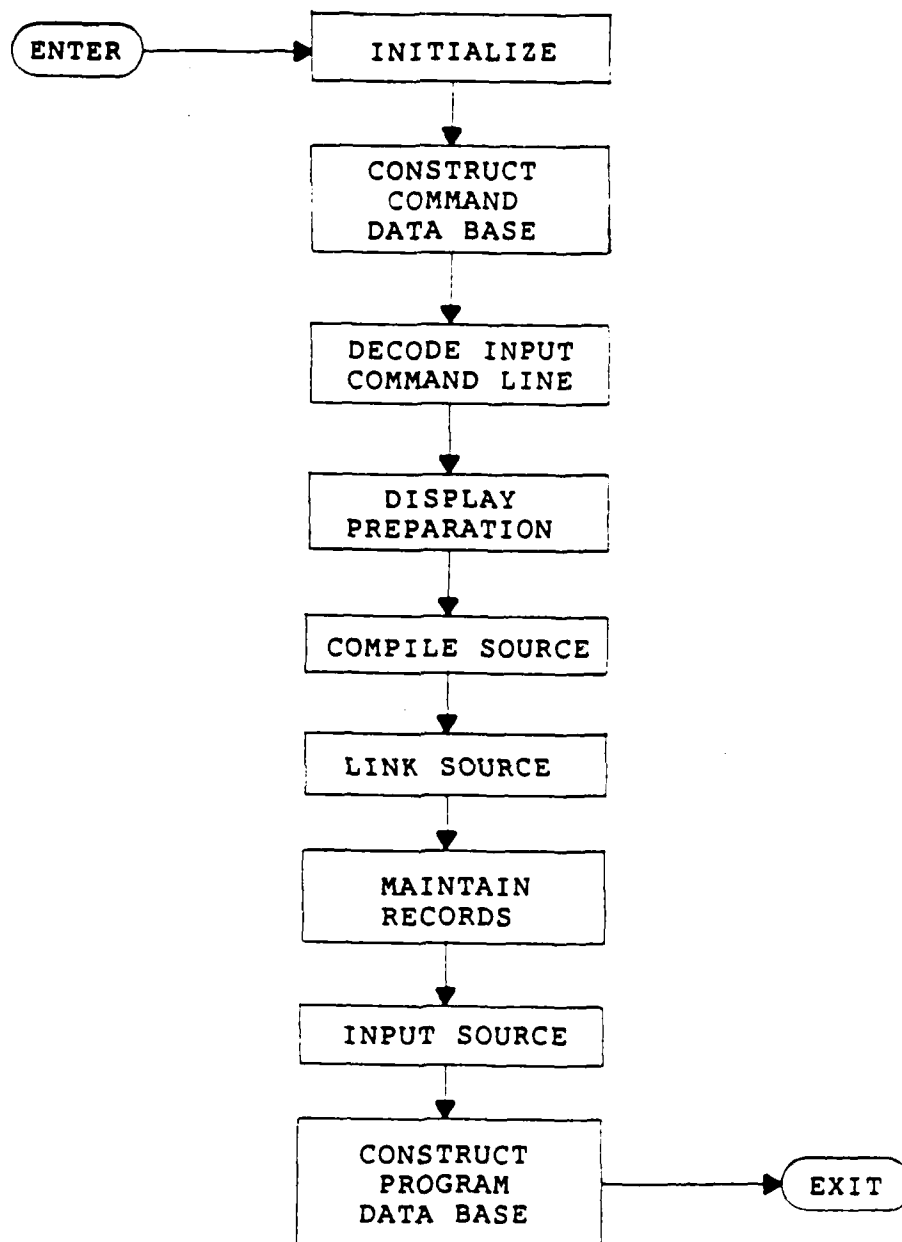 ENTER
INITIALIZE
CONSTRUCT
COMMAND
DATA BASE
DECODE INPUT
COMMAND LINE
DISPLAY
PREPARATION
COMPILE SOURCE
LINK SOURCE
MAINTAIN
RECORDS
INPUT SOURCE
CONSTRUCT
PROGRAM
DATA BASE
EXIT